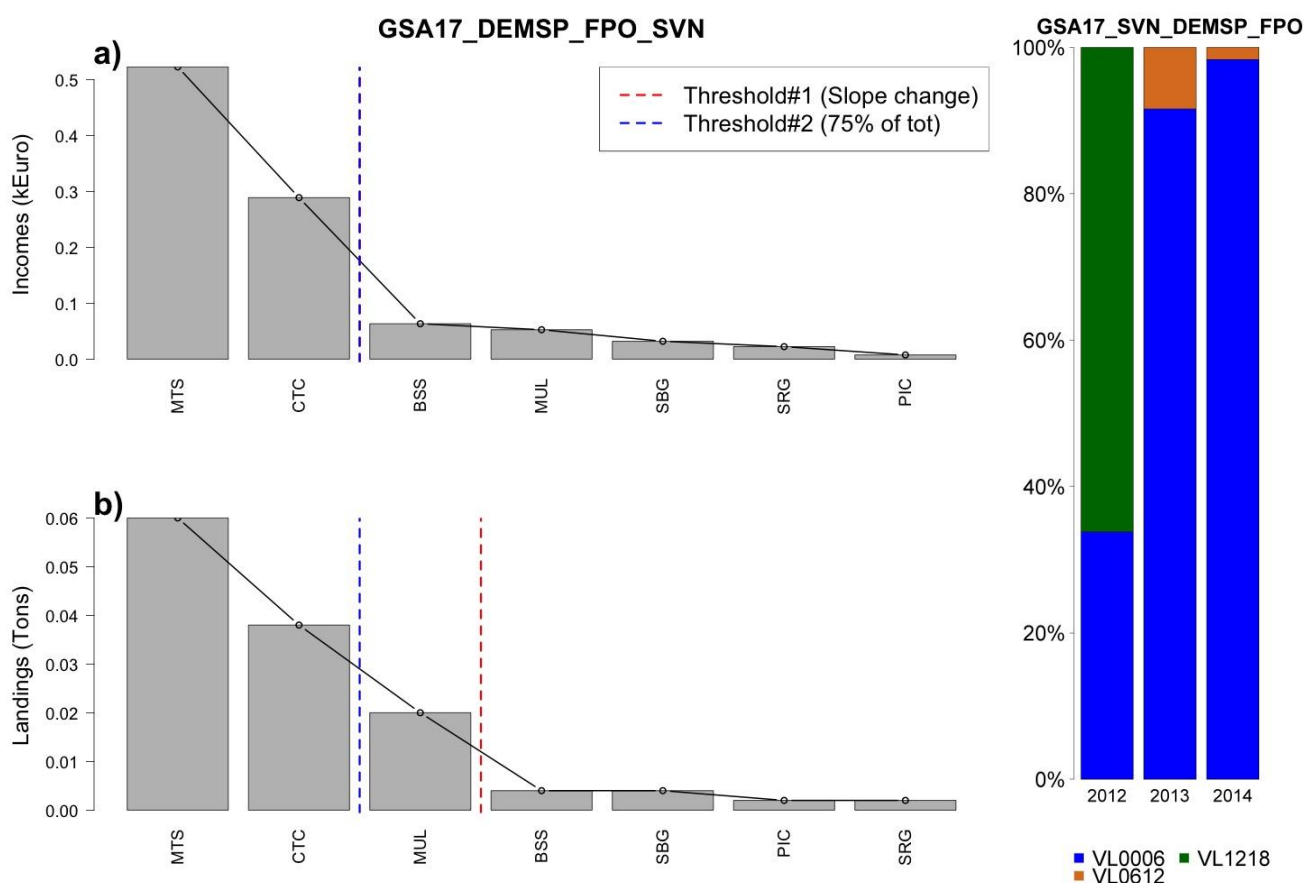 GSA17_DEMSP_FPO_SVN
a)
Incomes (kEuro)
0.5
0.4
0.3
0.2
0.1
0.0
Threshold#1 (Slope change)
Threshold#2 (75% of tot)
MTS CTC BSS MUL SBG SRG PIC
b)
Landings (Tons)
0.06
0.05
0.04
0.03
0.02
0.01
0.00
MTS CTC MUL BSS SBG PIC SRG
GSA17_SVN_DEMSP_FPO
100%
80%
60%
40%
20%
0%
2012 2013 2014
VL0006 VL1218
VL0612